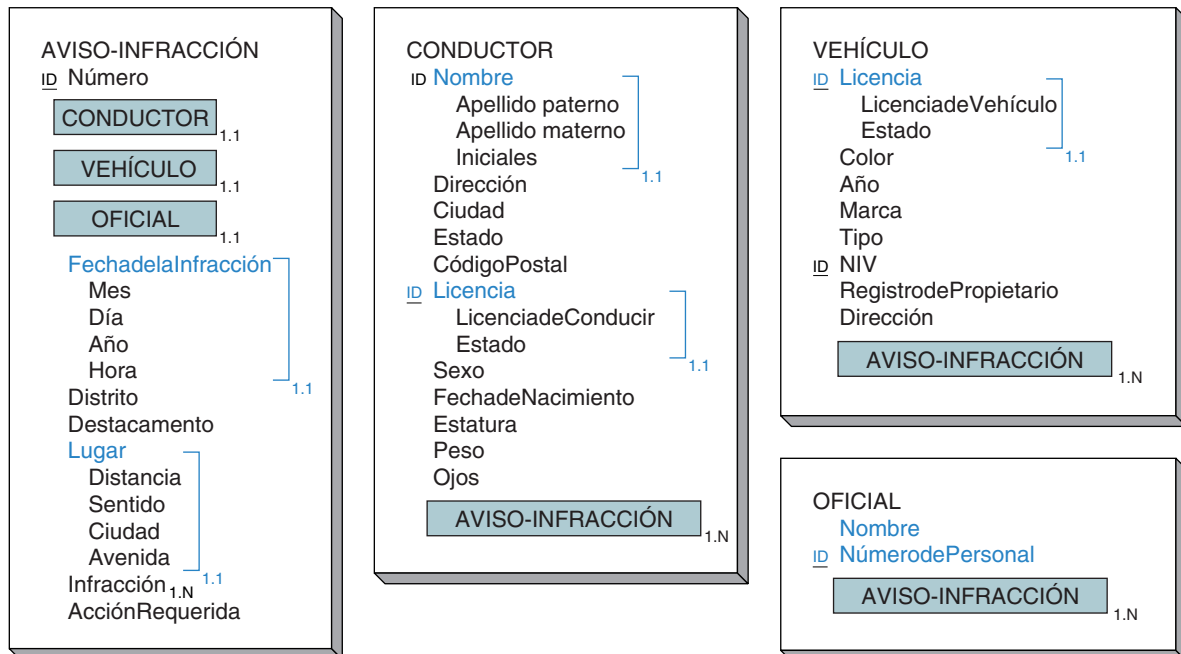 AVISO-INFRACCIÓN
ID Número
CONDUCTOR 1.1
VEHÍCULO 1.1
OFICIAL 1.1
FechadelaInfracción
Mes
Día
Año
Hora
1.1
Distrito
Destacamento
Lugar
Distancia
Sentido
Ciudad
Avenida
1.1
Infracción 1.N
AcciónRequerida
CONDUCTOR
ID Nombre
Apellido paterno
Apellido materno
Iniciales
1.1
Dirección
Ciudad
Estado
CódigoPostal
ID Licencia
LicenciadeConducir
Estado
1.1
Sexo
FechadeNacimiento
Estatura
Peso
Ojos
AVISO-INFRACCIÓN 1.N
VEHÍCULO
ID Licencia
LicenciadeVehículo
Estado
1.1
Color
Año
Marca
Tipo
ID NIV
RegistrodePropietario
Dirección
AVISO-INFRACCIÓN 1.N
OFICIAL
Nombre
ID NúmerodePersonal
AVISO-INFRACCIÓN 1.N